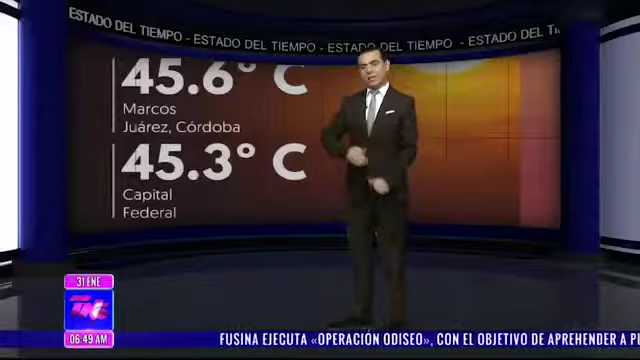 ESTADO DEL TIEMPO - ESTADO DEL TIEMPO - ESTADO DEL TIEMPO - ESTADO DEL TIEMPO
45.6° C
Marcos
Juárez, Córdoba
45.3° C
Capital
Federal
31 ENE
06:49 AM
FUSINA EJECUTA «OPERACIÓN ODISEO», CON EL OBJETIVO DE APREHENDER A